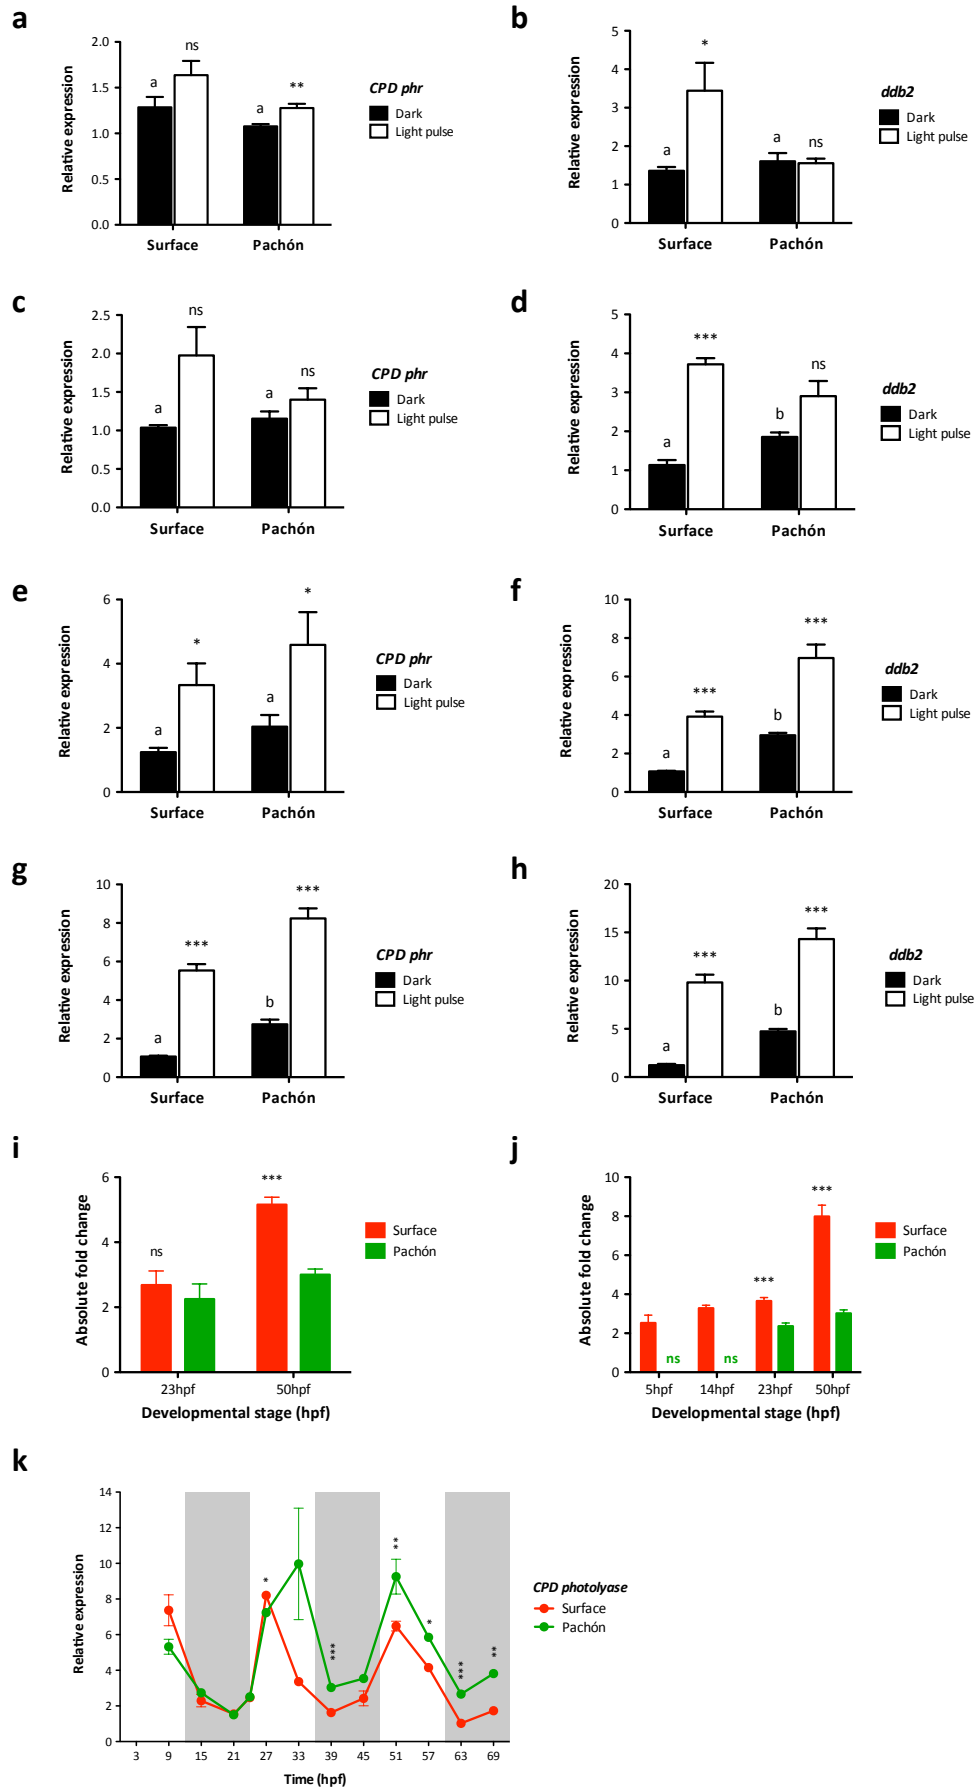 a
2.0
1.5
1.0
0.5
0.0
Relative expression
a
ns
a
**
Surface
Pachón
CPD phr
Dark
Light pulse
b
5
4
3
2
1
0
Relative expression
a
*
a
ns
Surface
Pachón
ddb2
Dark
Light pulse
c
2.5
2.0
1.5
1.0
0.5
0.0
Relative expression
a
ns
a
ns
Surface
Pachón
CPD phr
Dark
Light pulse
d
5
4
3
2
1
0
Relative expression
a
***
b
ns
Surface
Pachón
ddb2
Dark
Light pulse
e
6
4
2
0
Relative expression
a
*
a
*
Surface
Pachón
CPD phr
Dark
Light pulse
f
10
8
6
4
2
0
Relative expression
a
***
b
***
Surface
Pachón
ddb2
Dark
Light pulse
g
10
8
6
4
2
0
Relative expression
a
***
b
***
Surface
Pachón
CPD phr
Dark
Light pulse
h
20
15
10
5
0
Relative expression
a
***
b
***
Surface
Pachón
ddb2
Dark
Light pulse
i
6
4
2
0
Absolute fold change
ns
***
23hpf
50hpf
Developmental stage (hpf)
Surface
Pachón
j
10
8
6
4
2
0
Absolute fold change
ns
ns
***
***
5hpf
14hpf
23hpf
50hpf
Developmental stage (hpf)
Surface
Pachón
k
14
12
10
8
6
4
2
0
Relative expression
*
***
**
*
***
**
3
9
15
21
27
33
39
45
51
57
63
69
Time (hpf)
CPD photolyase
Surface
Pachón